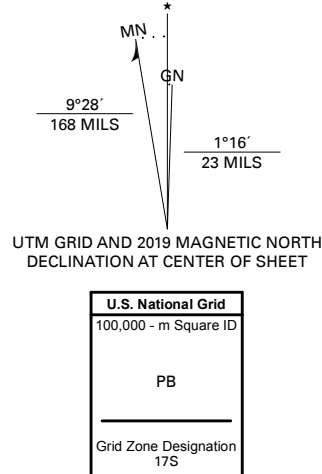 ★
MN
GN
9°28´
168 MILS
1°16´
23 MILS
UTM GRID AND 2019 MAGNETIC NORTH
DECLINATION AT CENTER OF SHEET
U.S. National Grid
100,000 - m Square ID
PB
Grid Zone Designation
17S